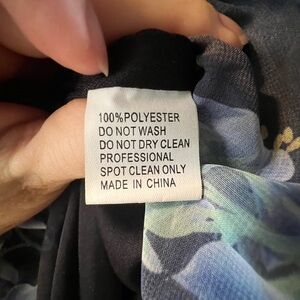 100%POLYESTER
DO NOT WASH
DO NOT DRY CLEAN
PROFESSIONAL
SPOT CLEAN ONLY
MADE IN CHINA